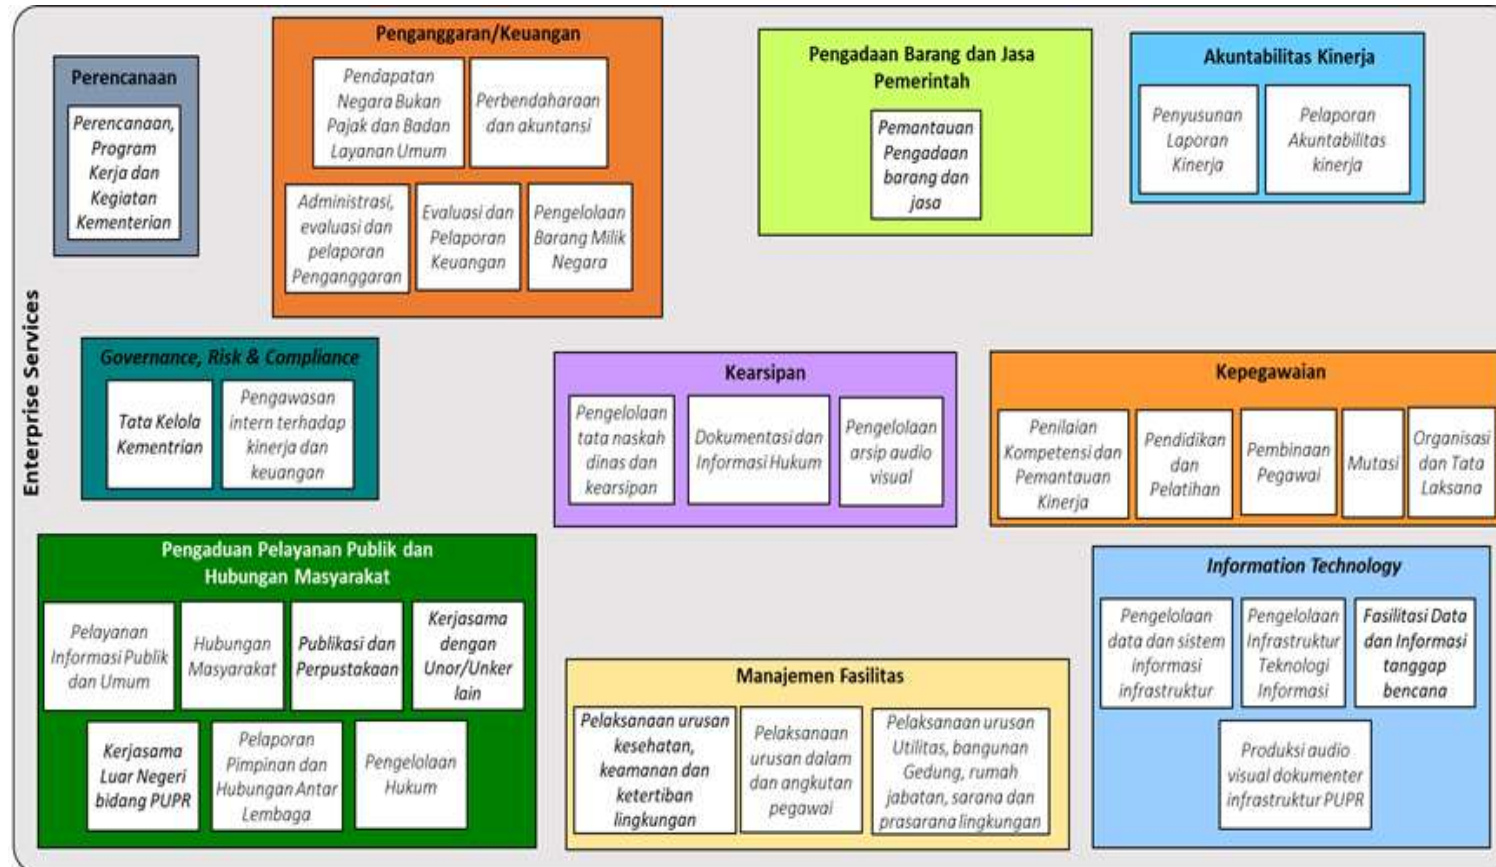 Enterprise Services
Perencanaan
Perencanaan,
Program
Kerja dan
Kegiatan
Kementerian
Penganggaran/Keuangan
Pendapatan
Negara Bukan
Pajak dan Badan
Layanan Umum
Perbendaharaan
dan akuntansi
Administrasi,
evaluasi dan
pelaporan
Penganggaran
Evaluasi dan
Pelaporan
Keuangan
Pengelolaan
Barang Milik
Negara
Pengadaan Barang dan Jasa
Pemerintah
Pemantauan
Pengadaan
barang dan
jasa
Akuntabilitas Kinerja
Penyusunan
Laporan
Kinerja
Pelaporan
Akuntabilitas
kinerja
Governance, Risk & Compliance
Tata Kelola
Kementrian
Pengawasan
intern terhadap
kinerja dan
keuangan
Kearsipan
Pengelolaan
tata naskah
dinas dan
kearsipan
Dokumentasi dan
Informasi Hukum
Pengelolaan
arsip audio
visual
Kepegawaian
Penilaian
Kompetensi dan
Pemantauan
Kinerja
Pendidikan
dan
Pelatihan
Pembinaan
Pegawai
Mutasi
Organisasi
dan Tata
Laksana
Pengaduan Pelayanan Publik dan
Hubungan Masyarakat
Pelayanan
Informasi Publik
dan Umum
Hubungan
Masyarakat
Publikasi dan
Perpustakaan
Kerjasama
dengan
Unor/Unker
lain
Kerjasama
Luar Negeri
bidang PUPR
Pelaporan
Pimpinan dan
Hubungan Antar
Lembaga
Pengelolaan
Hukum
Manajemen Fasilitas
Pelaksanaan urusan
kesehatan,
keamanan dan
ketertiban
lingkungan
Pelaksanaan
urusan dalam
dan angkutan
pegawai
Pelaksanaan urusan
Utilitas, bangunan
Gedung, rumah
jabatan, sarana dan
prasarana lingkungan
Information Technology
Pengelolaan
data dan sistem
informasi
infrastruktur
Pengelolaan
Infrastruktur
Teknologi
Informasi
Fasilitasi Data
dan Informasi
tanggap
bencana
Produksi audio
visual dokumenter
infrastruktur PUPR